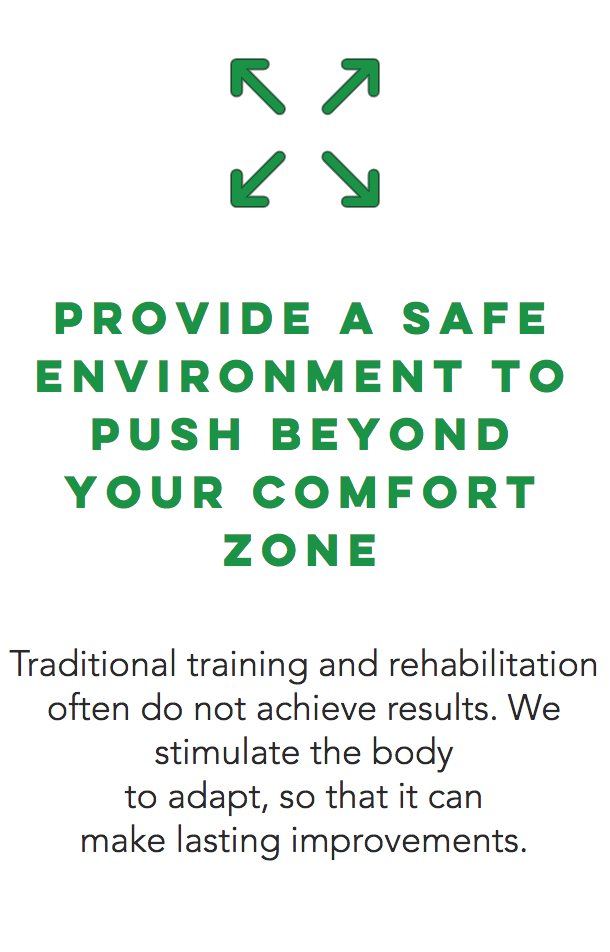 PROVIDE A SAFE
ENVIRONMENT TO
PUSH BEYOND
YOUR COMFORT
ZONE
Traditional training and rehabilitation
often do not achieve results. We
stimulate the body
to adapt, so that it can
make lasting improvements.